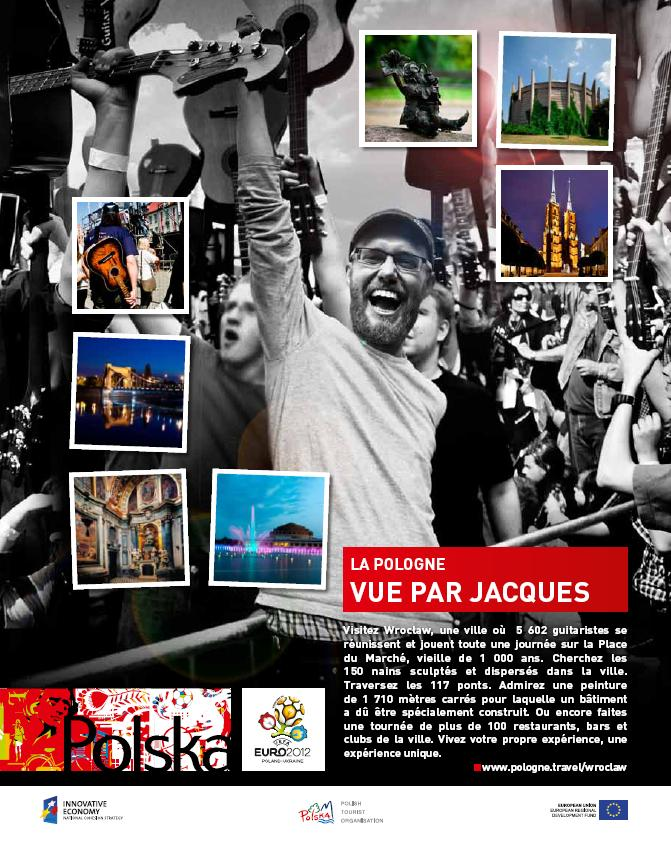 LA POLOGNE
VUE PAR JACQUES
Visitez Wrocław, une ville où 5 602 guitaristes se
réunissent et jouent toute une journée sur la Place
du Marché, vieille de 1 000 ans. Cherchez les
150 nains sculptés et dispersés dans la ville.
Traversez les 117 ponts. Admirez une peinture
de 1 710 mètres carrés pour laquelle un bâtiment
a dû être spécialement construit. Ou encore faites
une tournée de plus de 100 restaurants, bars et
clubs de la ville. Vivez votre propre expérience, une
expérience unique.
www.pologne.travel/wroclaw
Polska
UEFA
EURO2012
POLAND-UKRAINE
INNOVATIVE
ECONOMY
NATIONAL COHESION STRATEGY
Polska
POLISH
TOURIST
ORGANISATION
EUROPEAN UNION
EUROPEAN REGIONAL
DEVELOPMENT FUND